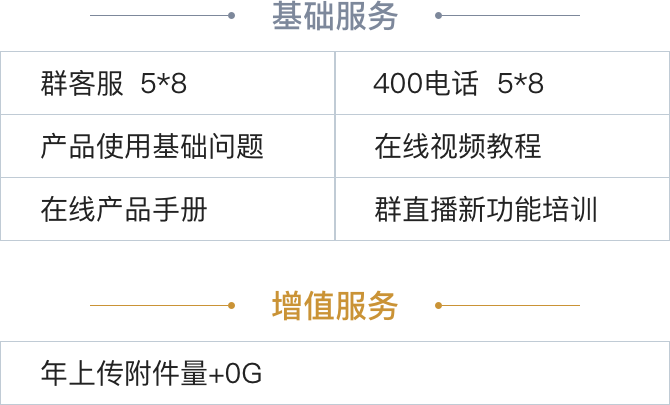 基础服务
群客服 5*8
400电话 5*8
产品使用基础问题
在线视频教程
在线产品手册
群直播新功能培训
增值服务
年上传附件量+0G